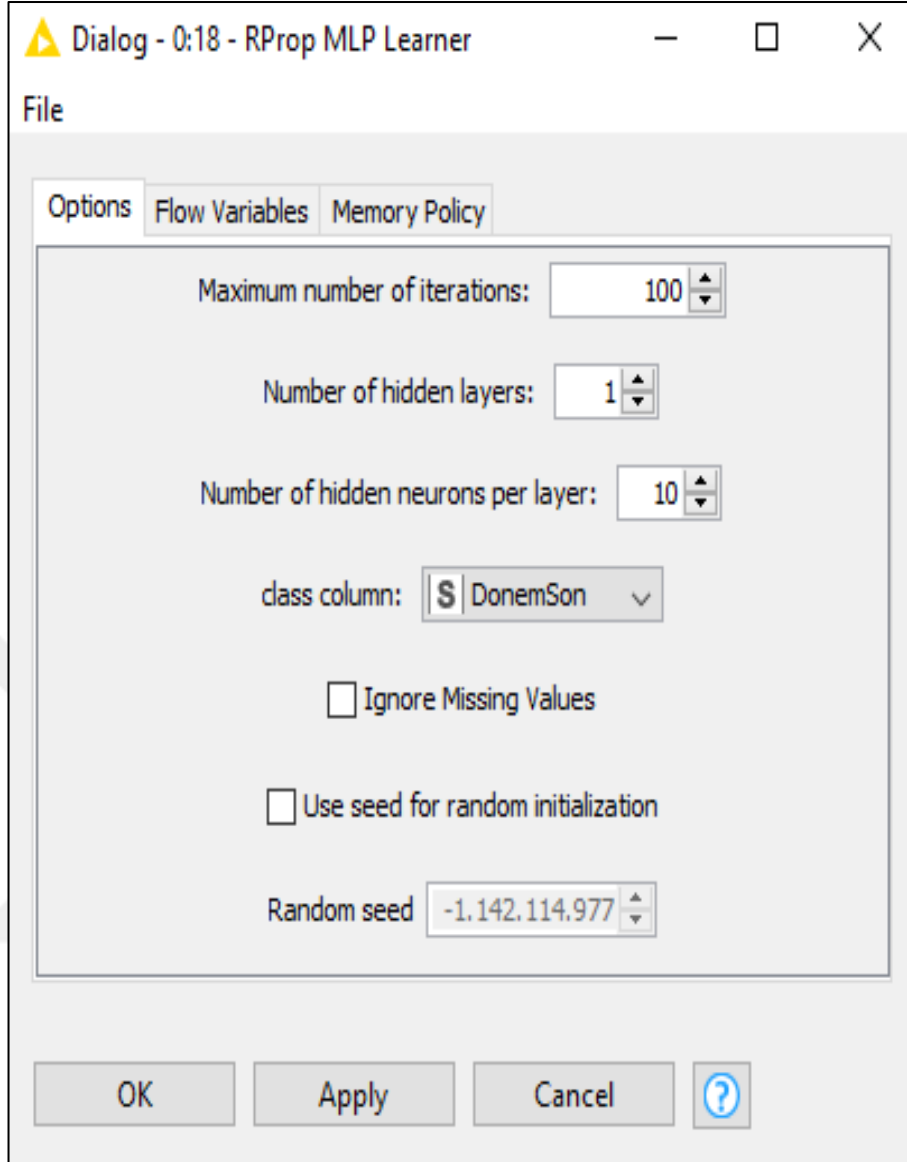 Dialog - 0:18 - RProp MLP Learner
File
Options Flow Variables Memory Policy
Maximum number of iterations: 100
Number of hidden layers: 1
Number of hidden neurons per layer: 10
class column: S DonemSon
Ignore Missing Values
Use seed for random initialization
Random seed -1.142.114.977
OK Apply Cancel ?